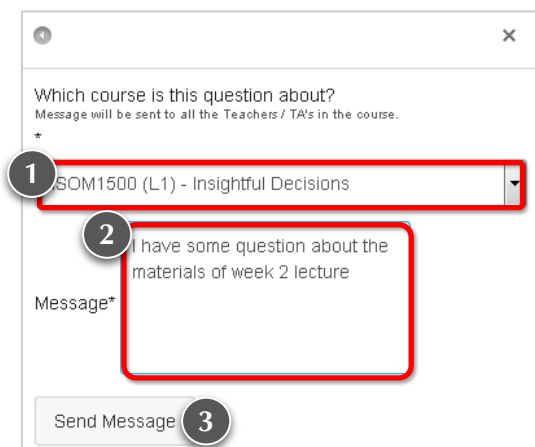 Which course is this question about?
Message will be sent to all the Teachers / TA's in the course.
*
1
SOM1500 (L1) - Insightful Decisions
2
I have some question about the
materials of week 2 lecture
Message*
Send Message 3